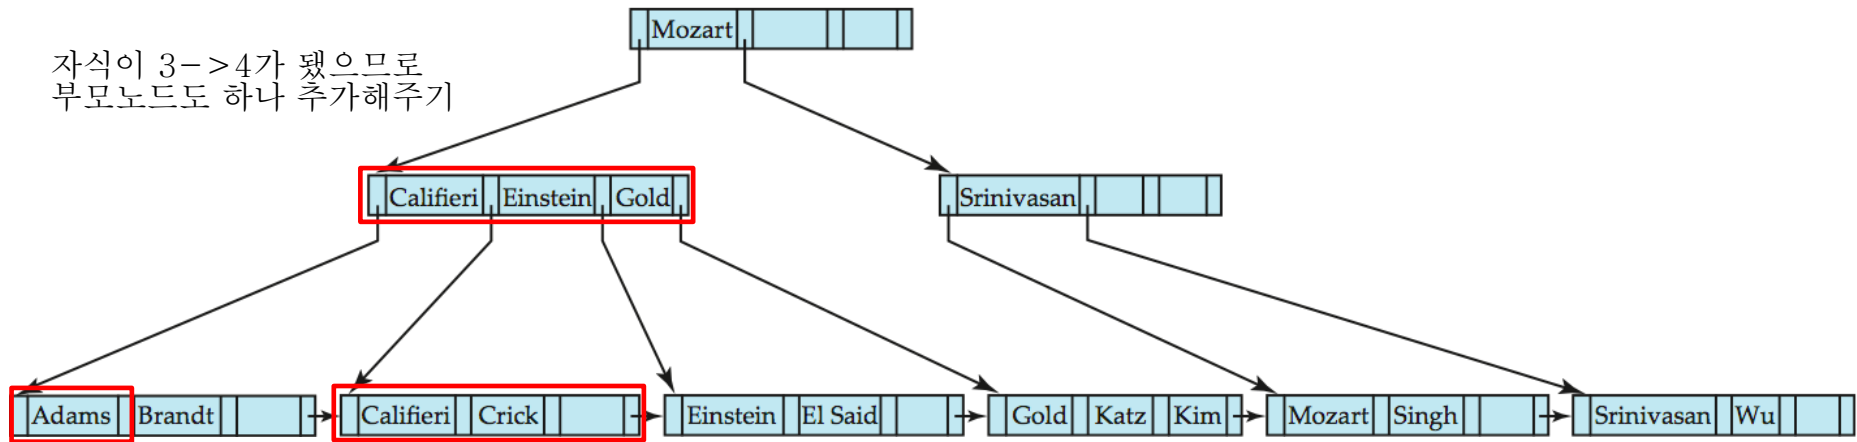 Mozart
자식이 3->4가 됐으므로
부모노드도 하나 추가해주기
Califieri Einstein Gold
Srinivasan
Adams Brandt
Califieri Crick
Einstein El Said
Gold Katz Kim
Mozart Singh
Srinivasan Wu